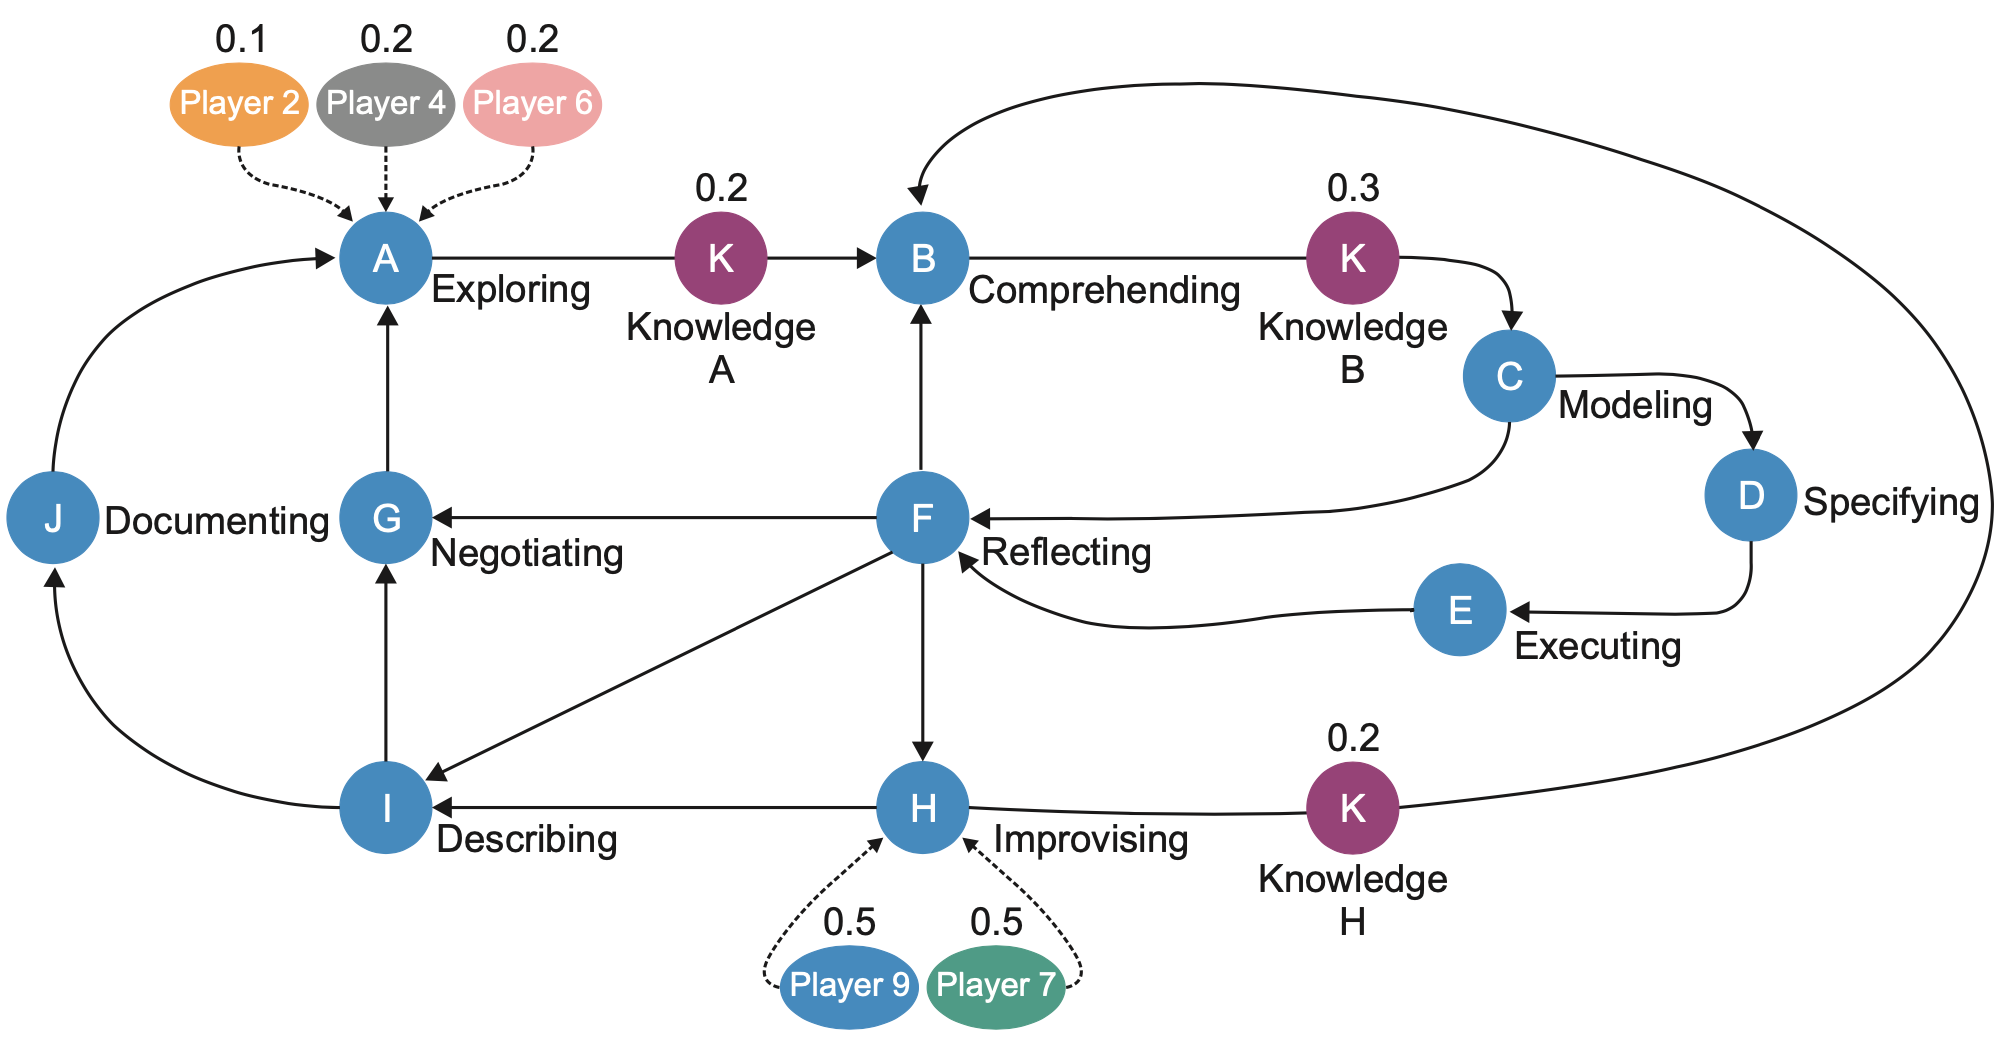 0.1
0.2
0.2
Player 2
Player 4
Player 6
0.2
0.3
A
K
B
K
Exploring
Comprehending
Knowledge
A
Knowledge
B
C
Modeling
J
Documenting
G
Negotiating
F
Reflecting
D
Specifying
E
Executing
0.2
I
Describing
H
Improvising
K
Knowledge
H
0.5
0.5
Player 9
Player 7